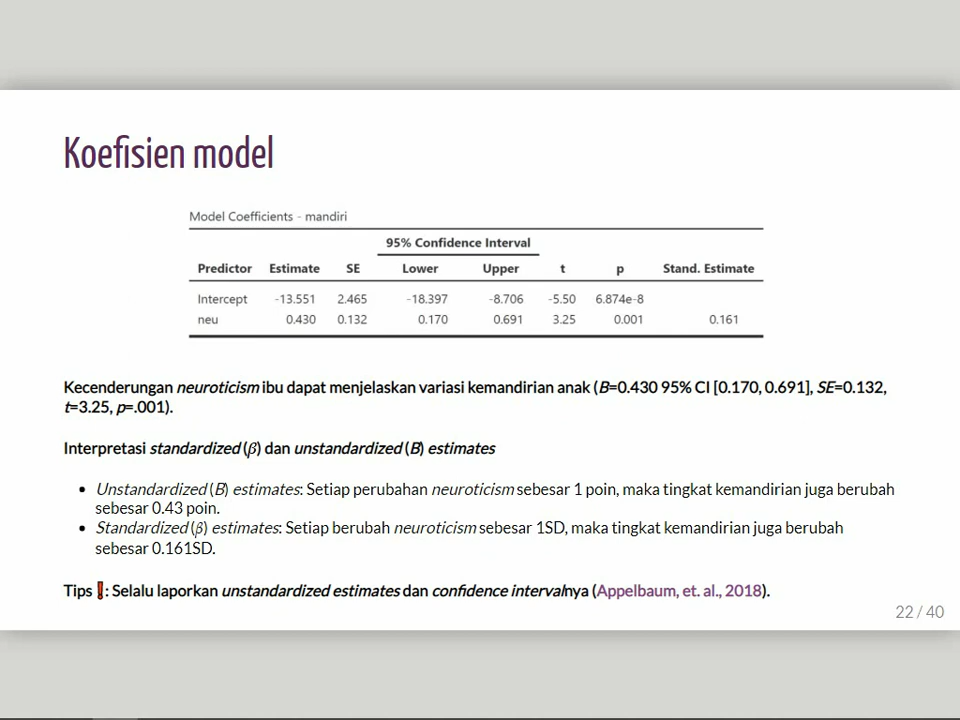 Koefisien model
Model Coefficients - mandiri
95% Confidence Interval
Predictor Estimate SE Lower Upper t p Stand. Estimate
Intercept -13.551 2.465 -18.397 -8.706 -5.50 6.874e-8
neu 0.430 0.132 0.170 0.691 3.25 0.001 0.161
Kecenderungan neuroticism ibu dapat menjelaskan variasi kemandirian anak (B=0.430 95% CI [0.170, 0.691], SE=0.132,
t=3.25, p=.001).
Interpretasi standardized (β) dan unstandardized (B) estimates
• Unstandardized (B) estimates: Setiap perubahan neuroticism sebesar 1 poin, maka tingkat kemandirian juga berubah
sebesar 0.43 poin.
• Standardized (β) estimates: Setiap berubah neuroticism sebesar 1SD, maka tingkat kemandirian juga berubah
sebesar 0.161SD.
Tips❗: Selalu laporkan unstandardized estimates dan confidence intervalnya (Appelbaum, et. al., 2018).
22 / 40